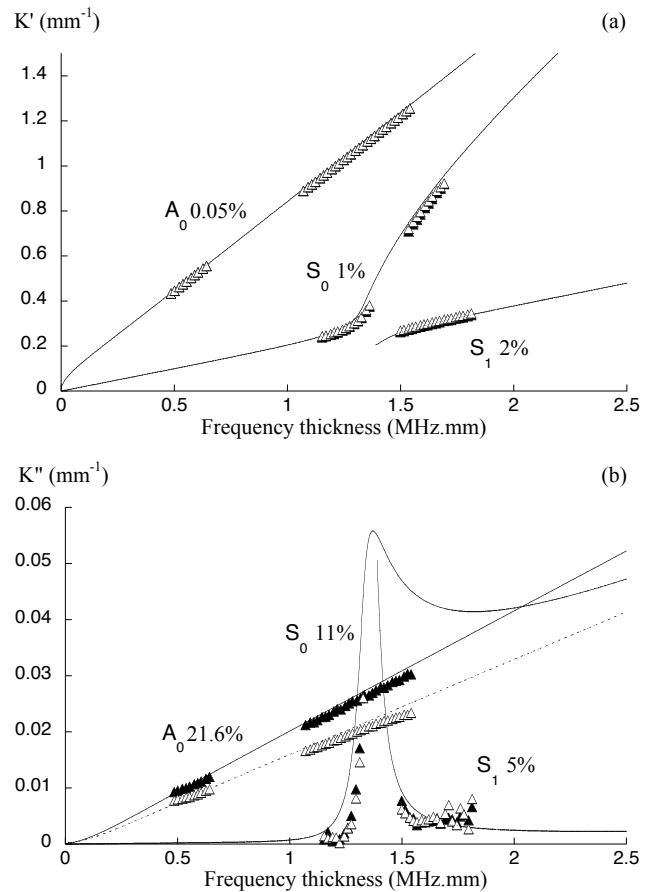 K' (mm⁻¹) (a)
1.4
1.2
1
0.8
0.6
0.4
0.2
0
A₀ 0.05%
S₀ 1%
S₁ 2%
0 0.5 1 1.5 2 2.5
Frequency thickness (MHz.mm)
K" (mm⁻¹) (b)
0.06
0.05
0.04
0.03
0.02
0.01
0
S₀ 11%
A₀ 21.6%
S₁ 5%
0 0.5 1 1.5 2 2.5
Frequency thickness (MHz.mm)